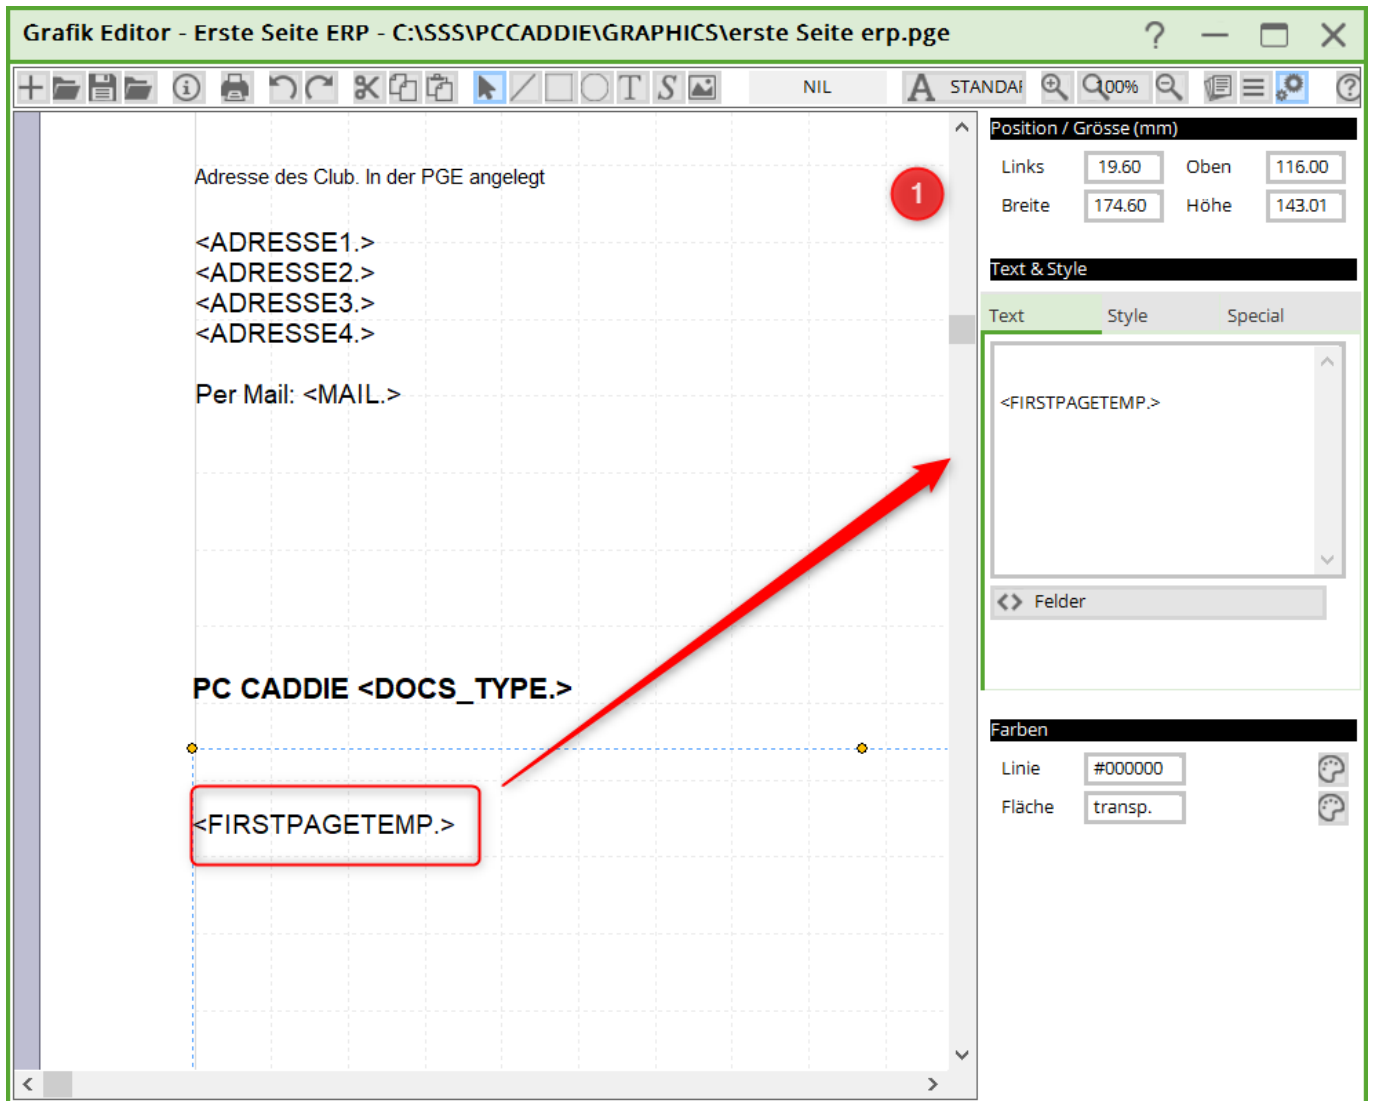 Grafik Editor - Erste Seite ERP - C:\SSS\PCCADDIE\GRAPHICS\erste Seite erp.pge
NIL
STANDAR
100%
Adresse des Club. In der PGE angelegt
1
<ADRESSE1.>
<ADRESSE2.>
<ADRESSE3.>
<ADRESSE4.>
Per Mail: <MAIL.>
PC CADDIE <DOCS_TYPE.>
<FIRSTPAGETEMP.>
Position / Grösse (mm)
Links 19.60 Oben 116.00
Breite 174.60 Höhe 143.01
Text & Style
Text Style Special
<FIRSTPAGETEMP.>
<> Felder
Farben
Linie #000000
Fläche transp.